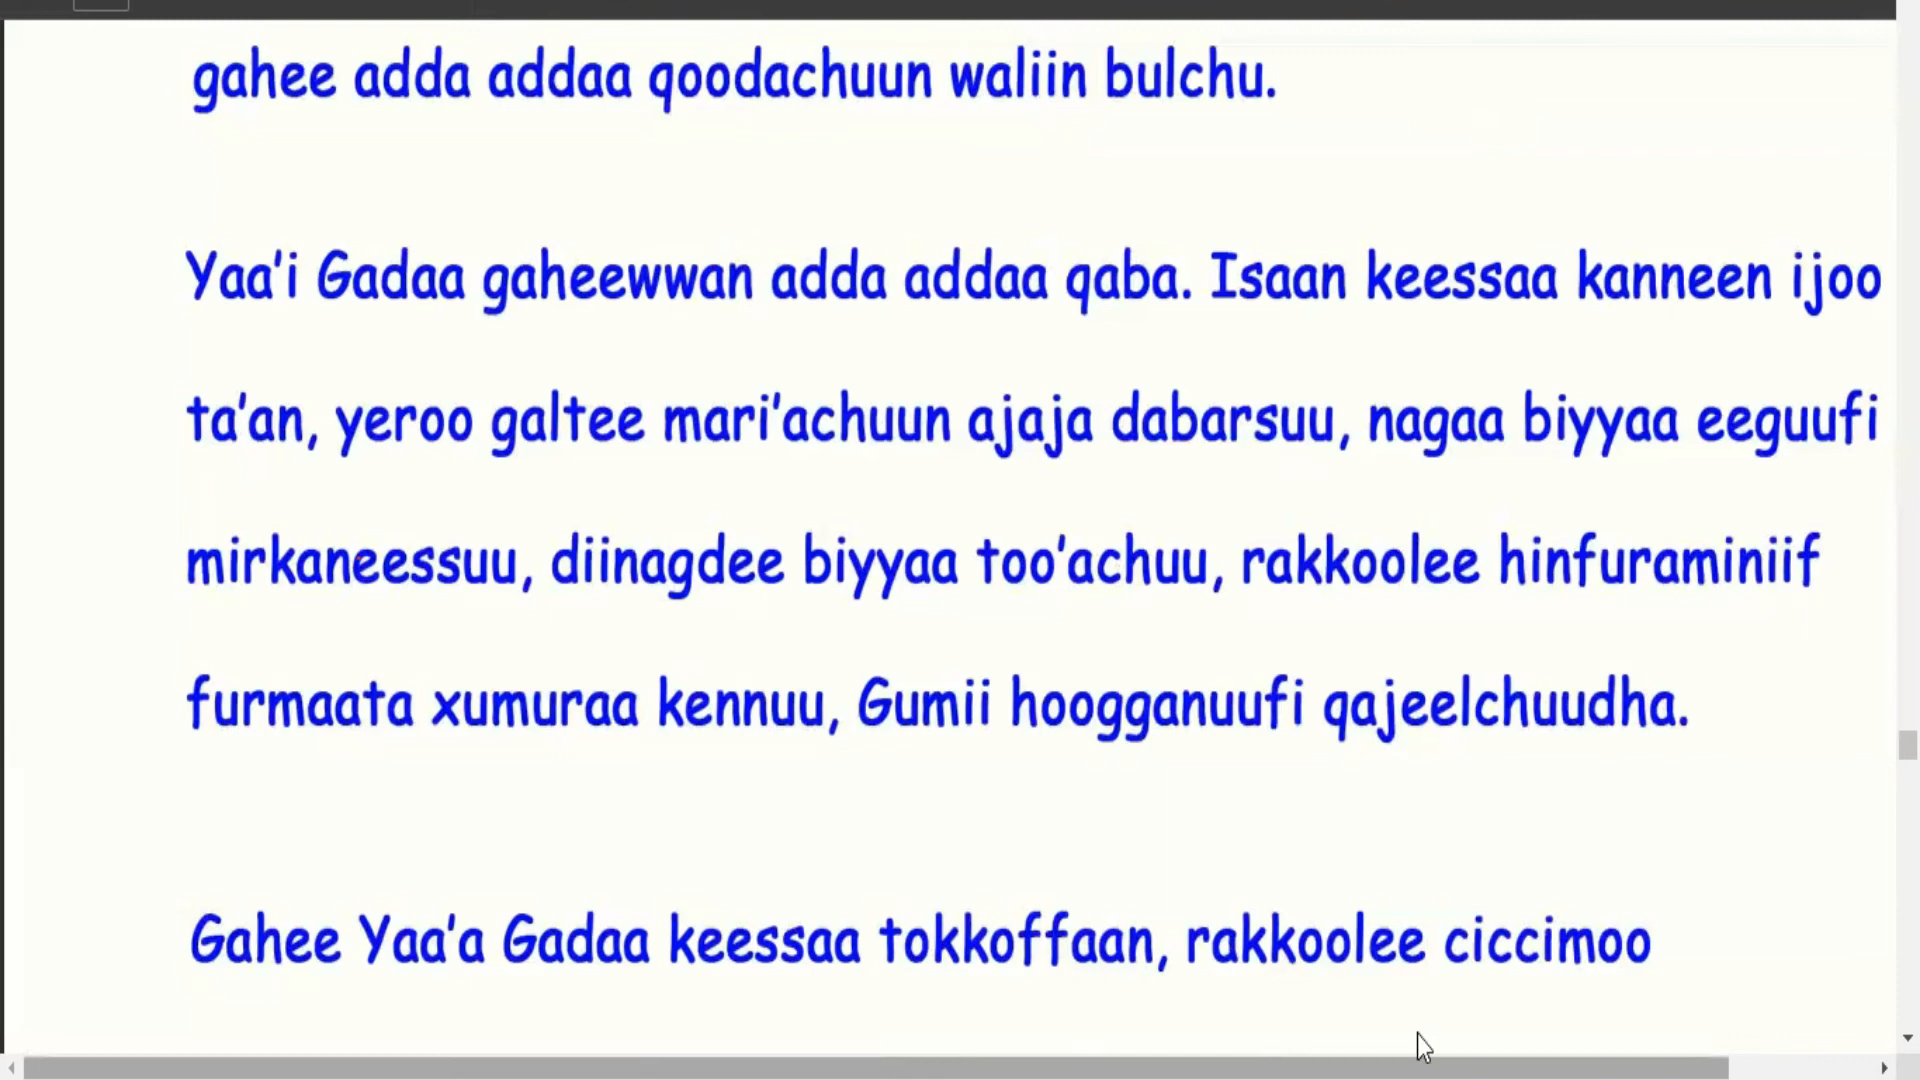 gahee adda addaa qoodachuun waliin bulchu.
Yaa'i Gadaa gaheewwan adda addaa qaba. Isaan keessaa kanneen ijoo
ta'an, yeroo galtee mari'achuun ajaja dabarsuu, nagaa biyyaa eeguufi
mirkaneessuu, diinagdee biyyaa too'achuu, rakkoolee hinfuraminiif
furmaata xumuraa kennuu, Gumii hoogganuufi qajeelchuudha.
Gahee Yaa'a Gadaa keessaa tokkoffaan, rakkoolee ciccimoo